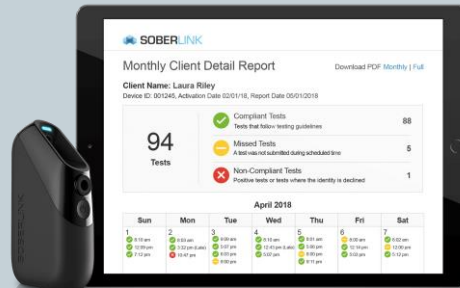 SOBERLINK
Monthly Client Detail Report
Download PDF Monthly | Full
Client Name: Laura Riley
Device ID: 001245, Activation Date 02/01/18, Report Date 05/01/2018
94
Tests
Compliant Tests
Tests that follow testing guidelines
88
Missed Tests
A test was not submitted during scheduled time
5
Non-Compliant Tests
Positive tests or tests where the identity is declined
1
April 2018
Sun Mon Tue Wed Thu Fri Sat
1 2 3 4 5 6 7
SOBERLINK